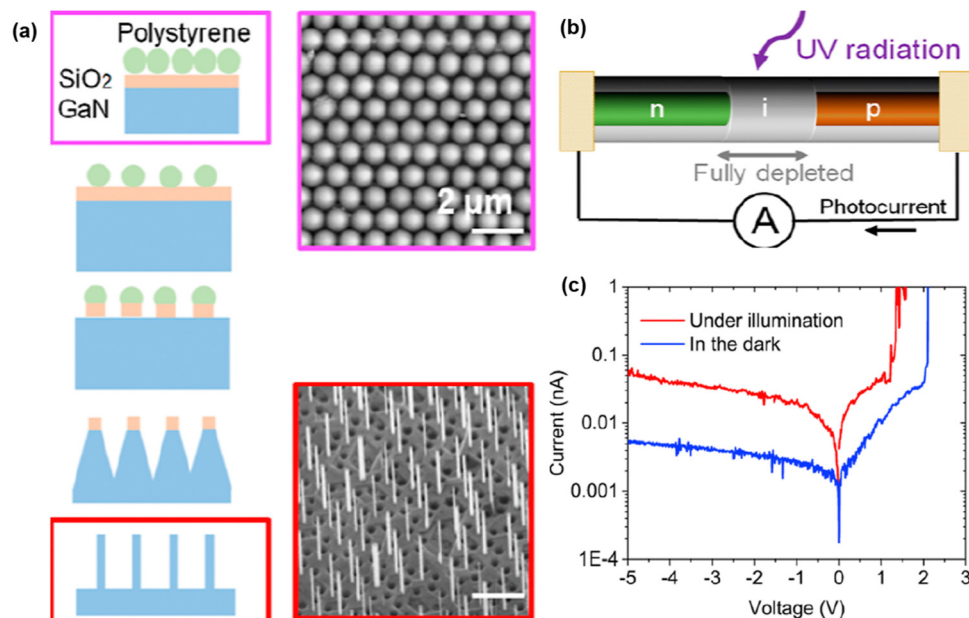 (a)
Polystyrene
SiO₂
GaN
2 μm
(b)
UV radiation
n
i
p
Fully depleted
A
Photocurrent
(c)
1
0.1
0.01
0.001
1E-4
Current (nA)
Under illumination
In the dark
-5 -4 -3 -2 -1 0 1 2 3
Voltage (V)